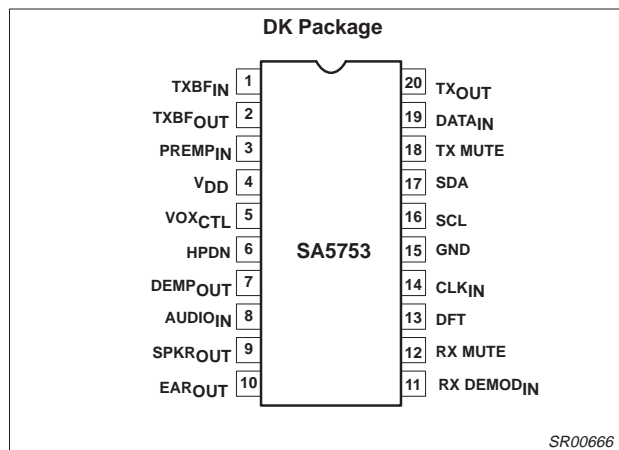 DK Package
TXBFIN 1 20 TXOUT
TXBFOUT 2 19 DATAIN
PREMPIN 3 18 TX MUTE
VDD 4 17 SDA
VOXCTL 5 16 SCL
HPDN 6 SA5753 15 GND
DEMPOUT 7 14 CLKIN
AUDIOIN 8 13 DFT
SPKROUT 9 12 RX MUTE
EAROUT 10 11 RX DEMODIN
SR00666